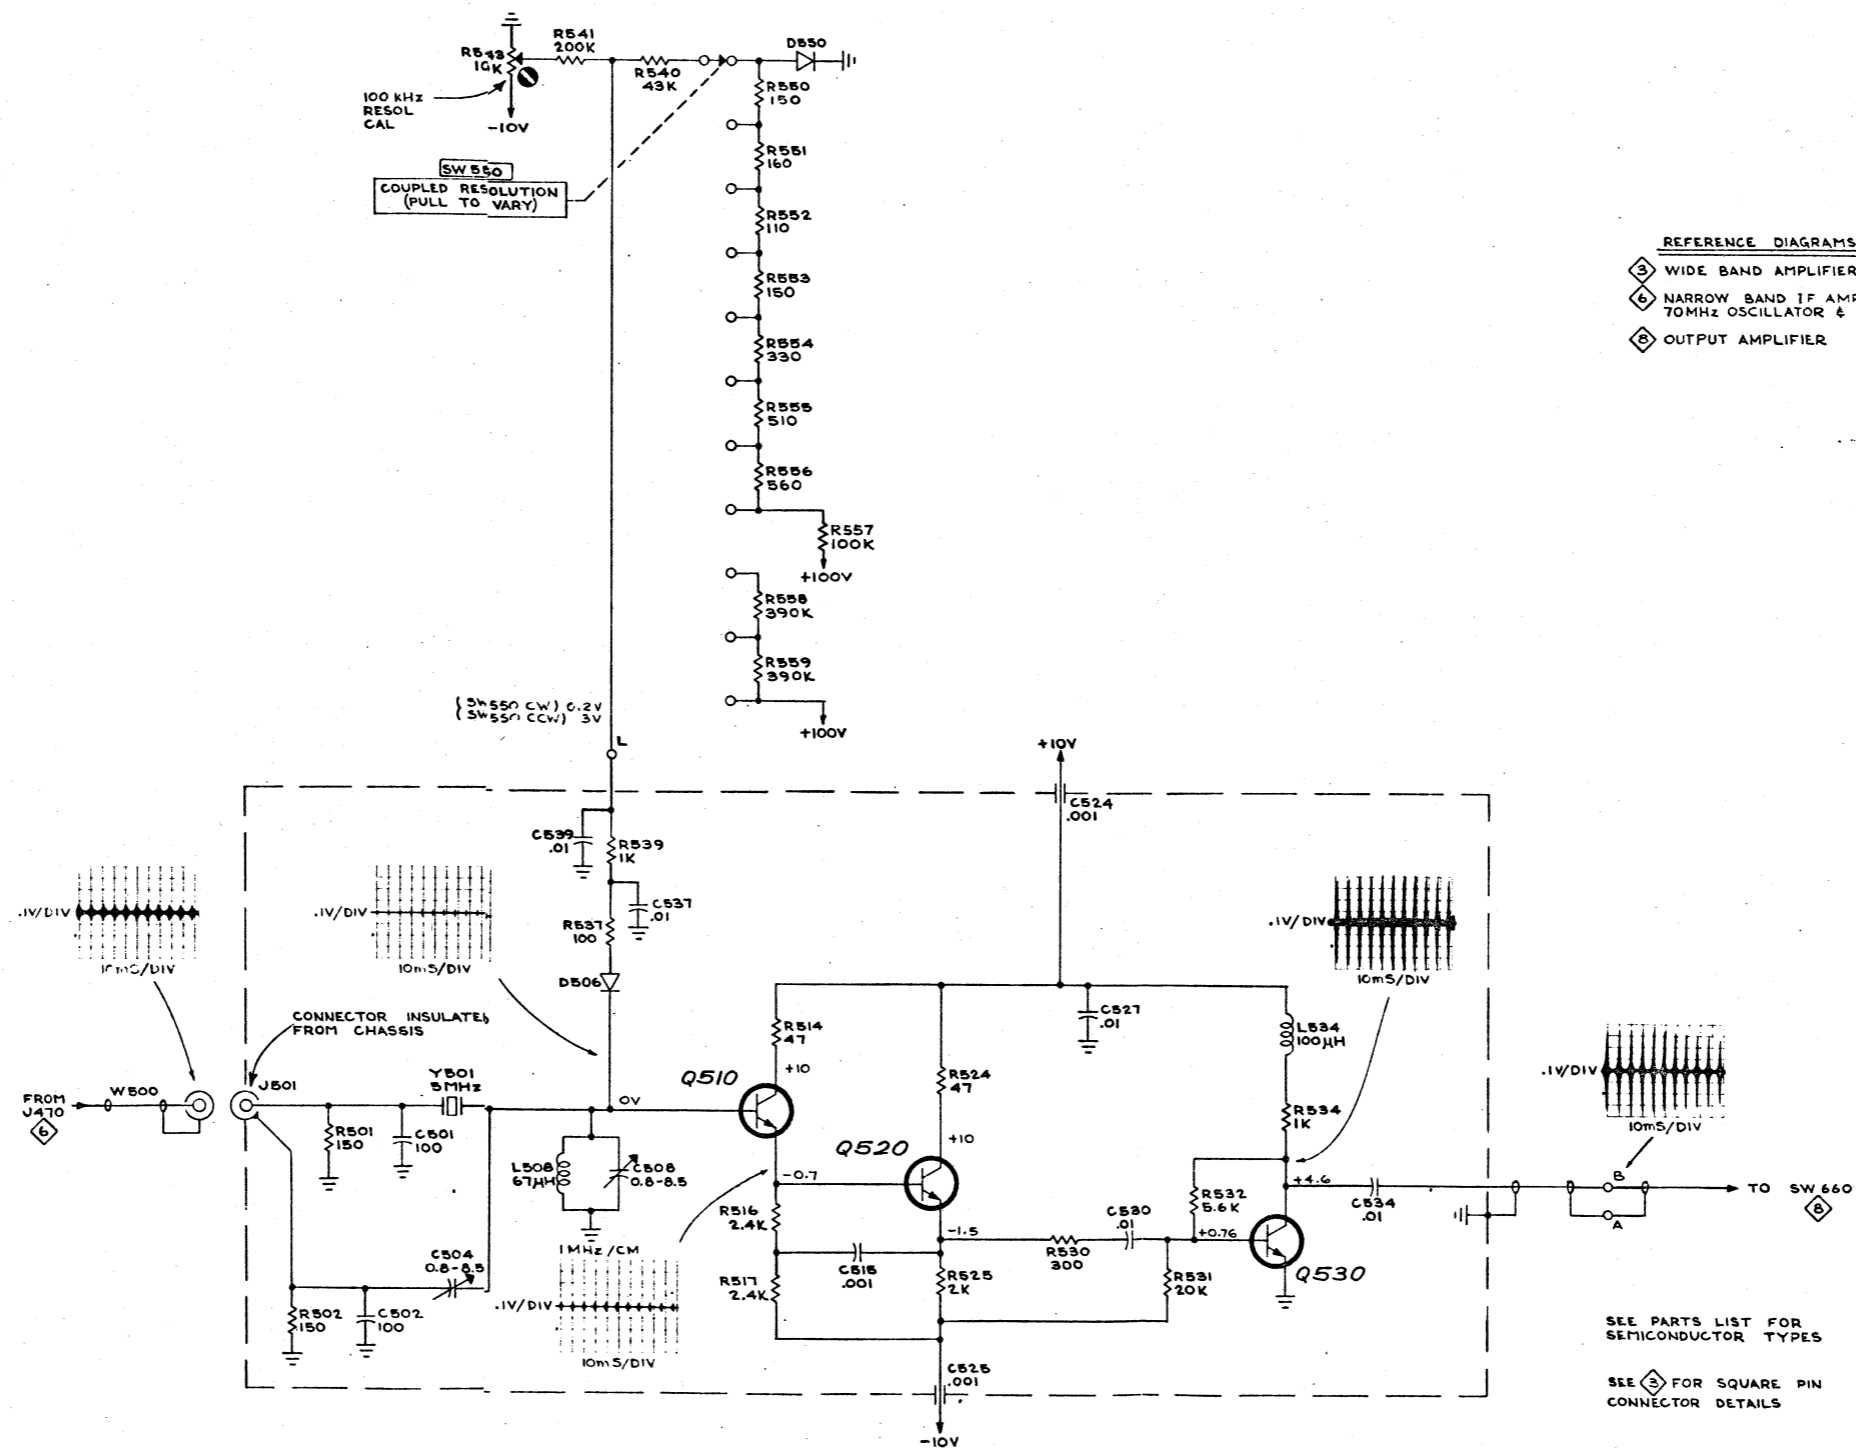 R541
200K
D550
R543
10K
R540
43K
R550
150
100 kHz
RESOL
CAL
-10V
R551
160
SW 550
COUPLED RESOLUTION
(PULL TO VARY)
R552
110
REFERENCE DIAGRAMS
3 WIDE BAND AMPLIFIER
6 NARROW BAND IF AMP
70MHz OSCILLATOR &
8 OUTPUT AMPLIFIER
R553
150
R554
330
R555
510
R556
560
R557
100K
+100V
R558
390K
R559
390K
SW550 CW) 0.2V
SW550 CCW) 3V
+100V
L
+10V
C524
.001
C539
.01
R539
1K
C537
.01
R537
100
.1V/DIV
10mS/DIV
.1V/DIV
10mS/DIV
.1V/DIV
10mS/DIV
D506
CONNECTOR INSULATED
FROM CHASSIS
R514
47
C527
.01
L534
100µH
+10
Q510
R524
47
.1V/DIV
10mS/DIV
FROM
J470
6
W500
J501
Y501
5MHz
0V
R534
1K
R501
150
C501
100
+10
Q520
L508
67µH
C508
0.8-8.5
-0.7
+4.6
C534
.01
B
A
TO SW 660
8
R516
2.4K
R532
5.6K
-1.5
C530
.01
+0.76
R530
300
Q530
C504
0.8-8.5
1MHz/CM
C515
.001
R517
2.4K
R525
2K
R531
20K
.1V/DIV
10mS/DIV
R502
150
C502
100
SEE PARTS LIST FOR
SEMICONDUCTOR TYPES
C525
.001
SEE 3 FOR SQUARE PIN
CONNECTOR DETAILS
-10V